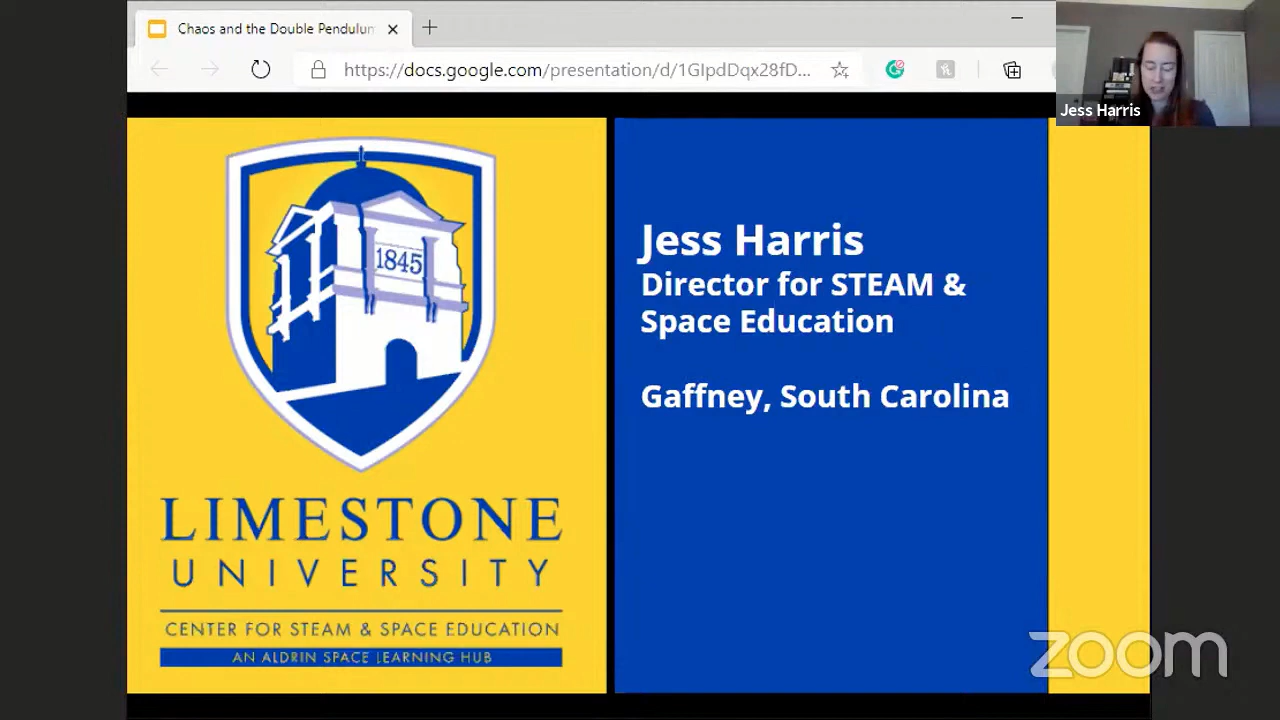 Chaos and the Double Pendulum
https://docs.google.com/presentation/d/1GIpdDqx28fD...
Jess Harris
1845
LIMESTONE
UNIVERSITY
CENTER FOR STEAM & SPACE EDUCATION
AN ALDRIN SPACE LEARNING HUB
Jess Harris
Director for STEAM &
Space Education
Gaffney, South Carolina
zoom